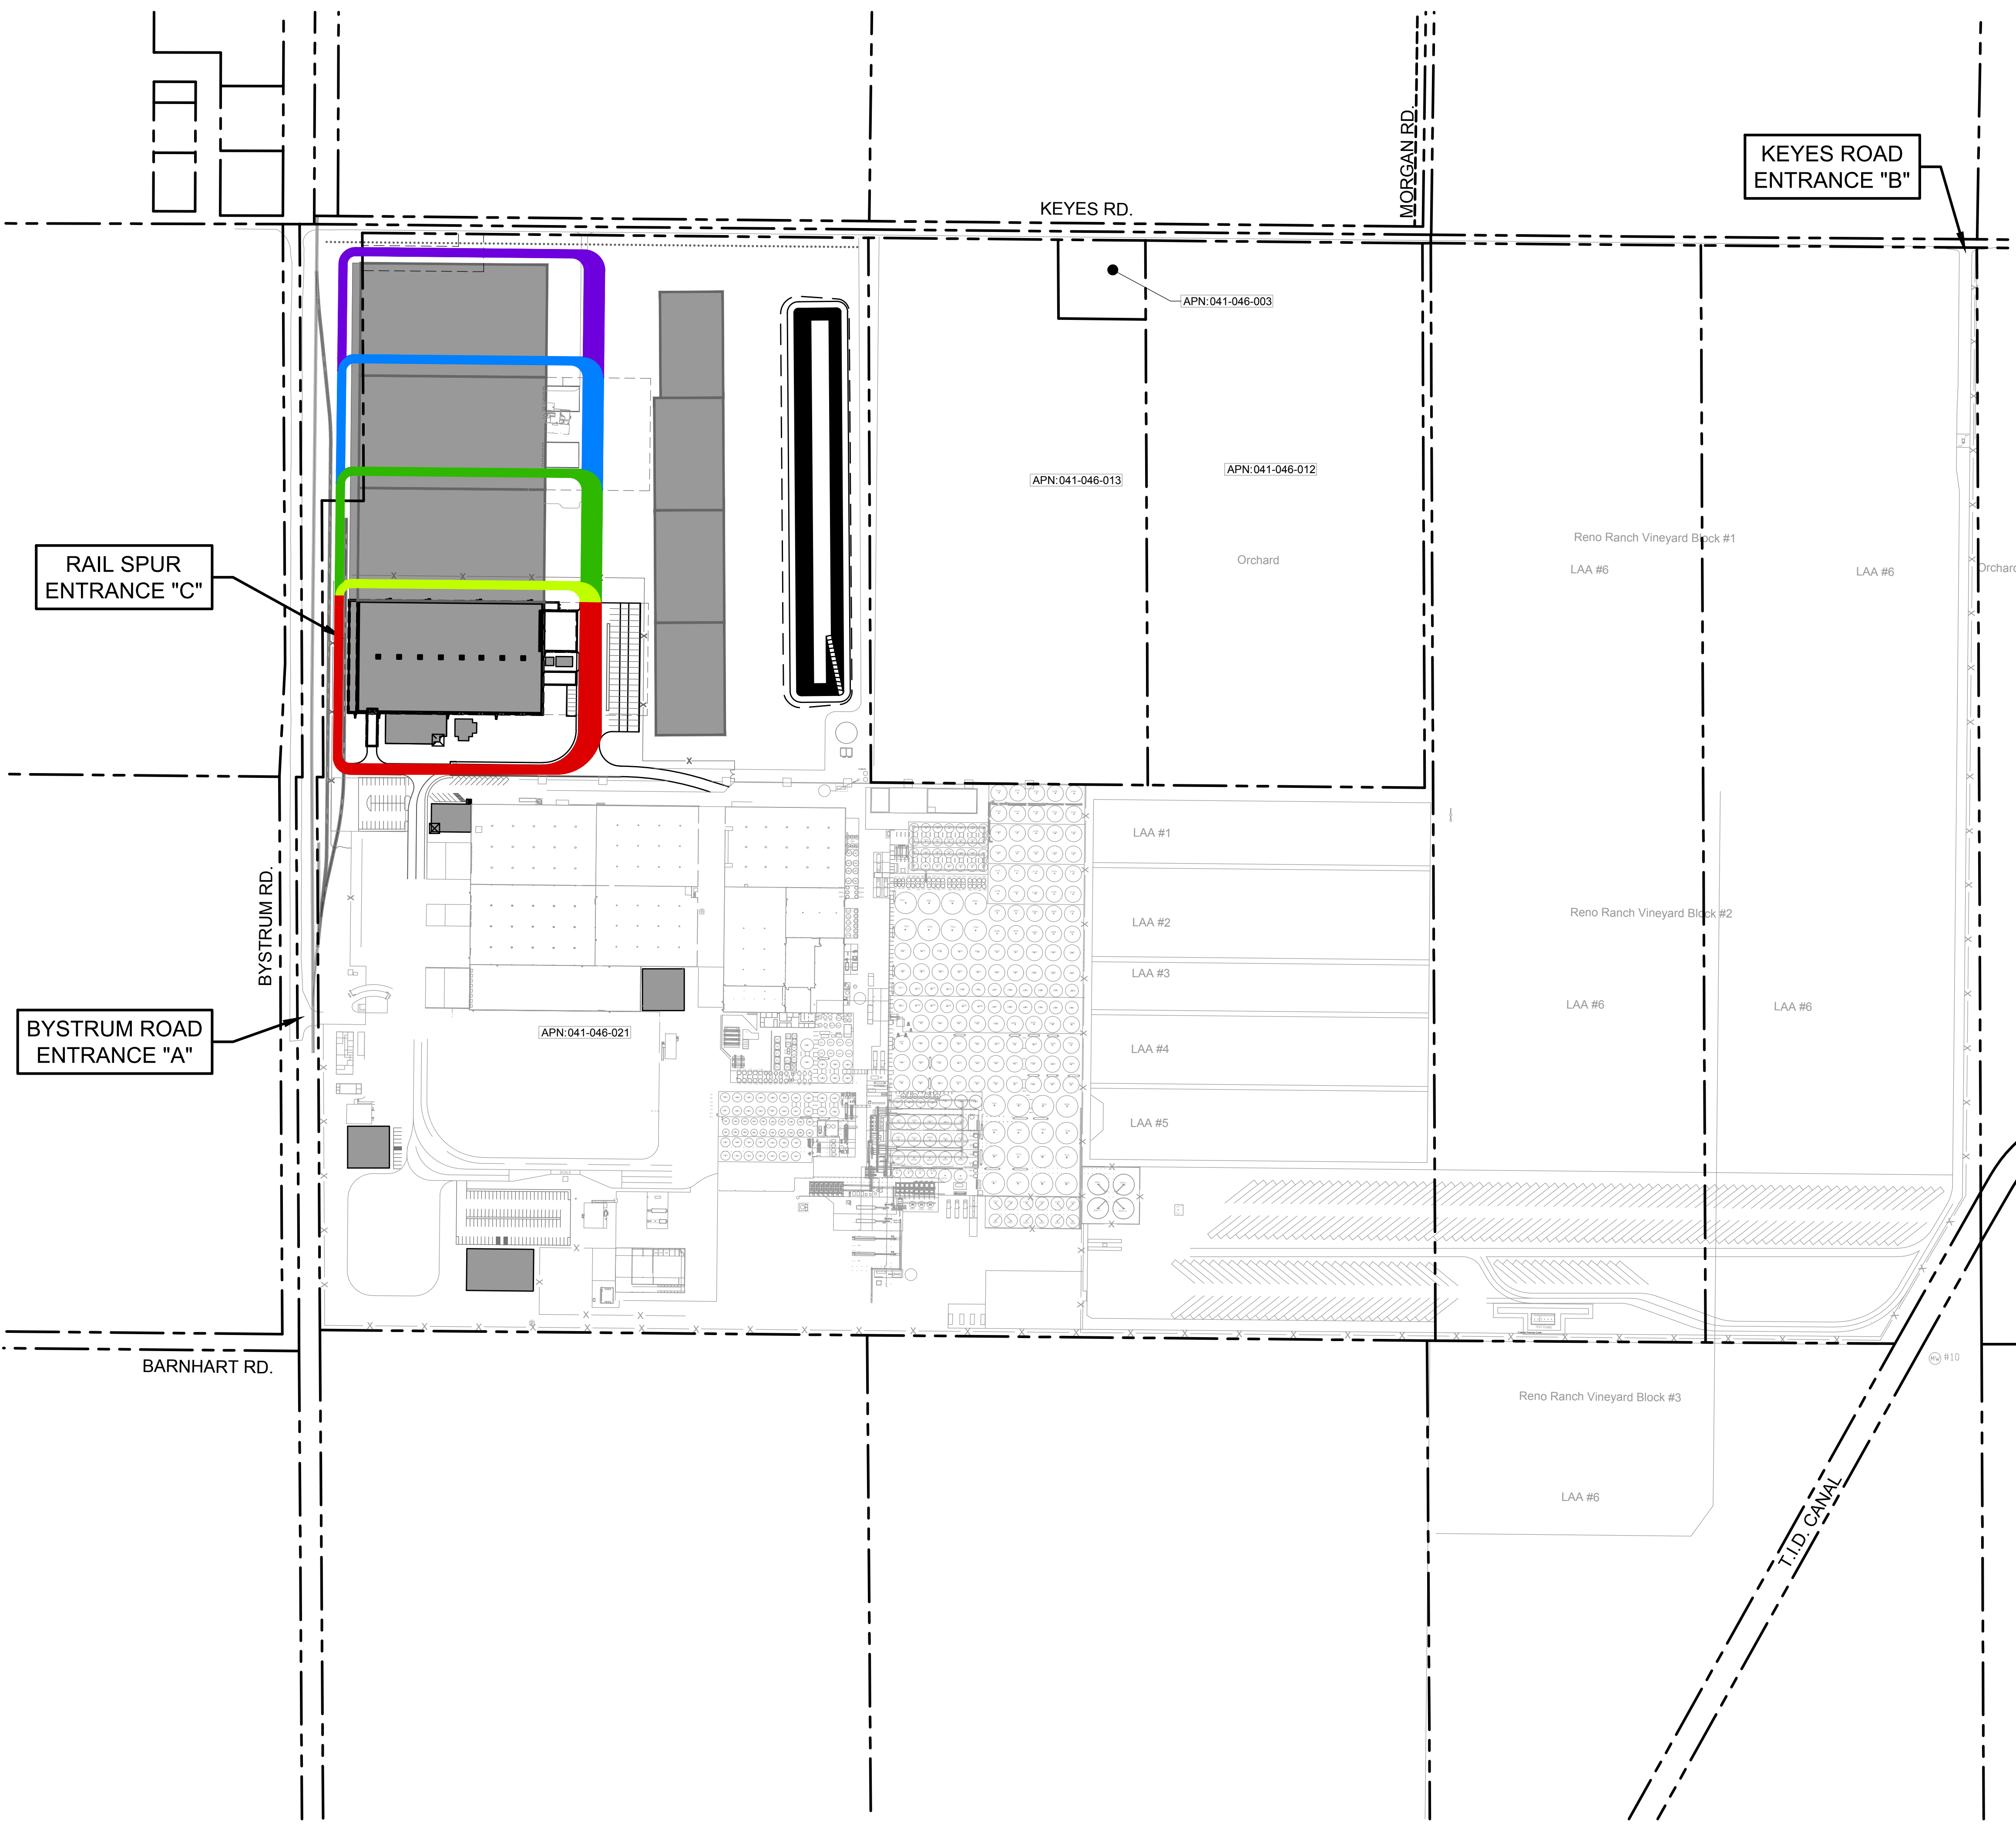 MORGAN RD.
KEYES ROAD
ENTRANCE "B"
KEYES RD.
APN:041-046-003
APN:041-046-013
APN:041-046-012
Reno Ranch Vineyard Block #1
Orchard
LAA #6
LAA #6
Orchard
RAIL SPUR
ENTRANCE "C"
B
LAA #1
BYSTRUM RD.
LAA #2
Reno Ranch Vineyard Block #2
LAA #3
LAA #6
LAA #6
BYSTRUM ROAD
ENTRANCE "A"
APN:041-046-021
LAA #4
LAA #5
BARNHART RD.
MW #10
Reno Ranch Vineyard Block #3
LAA #6
T.I.D. CANAL